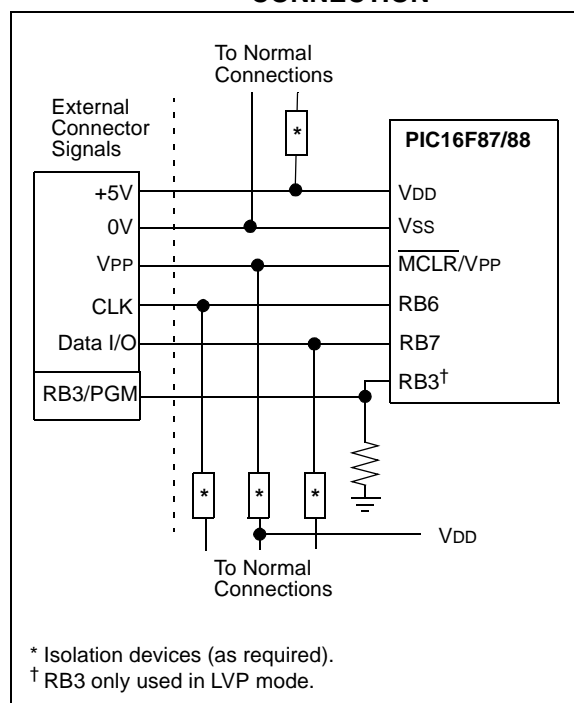 CONNECTION
To Normal
Connections
External
Connector
Signals
*
PIC16F87/88
+5V
VDD
0V
VSS
VPP
MCLR/VPP
CLK
RB6
Data I/O
RB7
RB3/PGM
RB3†
* * *
VDD
To Normal
Connections
* Isolation devices (as required).
† RB3 only used in LVP mode.